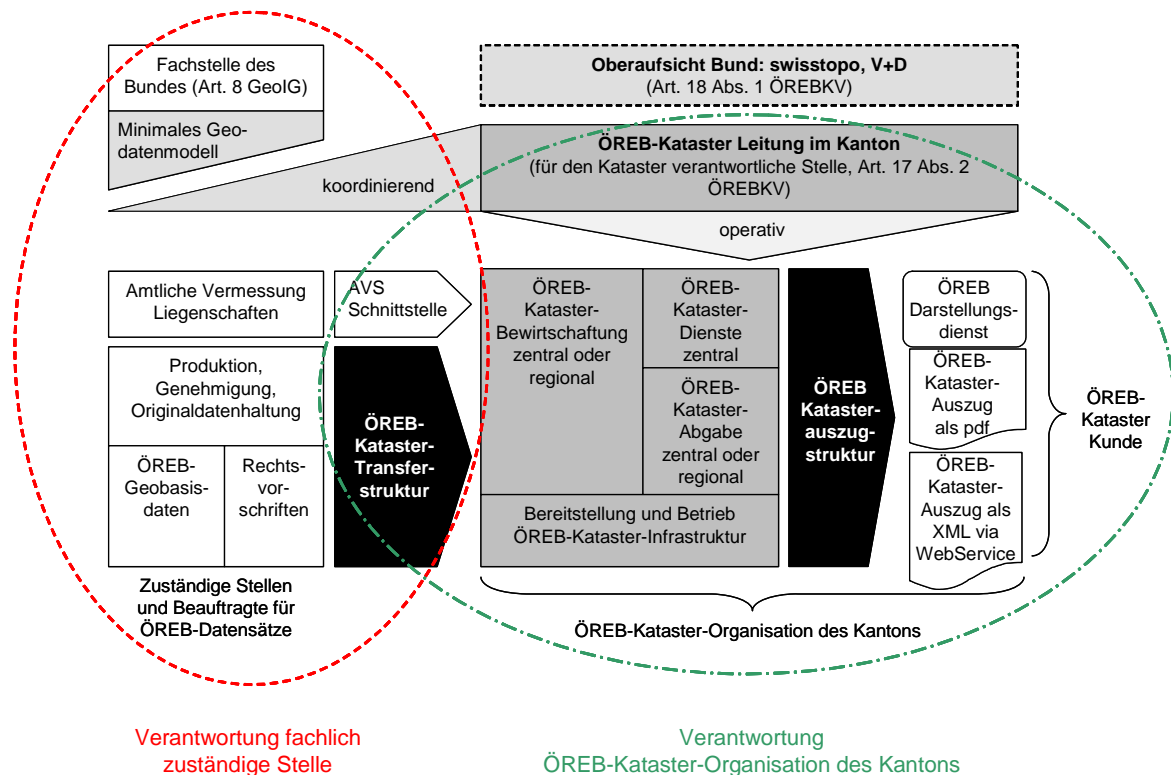 Fachstelle des
Bundes (Art. 8 GeoIG)
Minimales Geo-
datenmodell
Oberaufsicht Bund: swisstopo, V+D
(Art. 18 Abs. 1 ÖREBKV)
ÖREB-Kataster Leitung im Kanton
(für den Kataster verantwortliche Stelle, Art. 17 Abs. 2
ÖREBKV)
koordinierend
operativ
Amtliche Vermessung
Liegenschaften
AVS
Schnittstelle
Produktion,
Genehmigung,
Originaldatenhaltung
ÖREB-
Geobasis-
daten
Rechts-
vor-
schriften
ÖREB-
Kataster-
Transfer-
struktur
ÖREB-
Kataster-
Bewirtschaftung
zentral oder
regional
ÖREB-
Kataster-
Dienste
zentral
ÖREB-
Kataster-
Abgabe
zentral oder
regional
Bereitstellung und Betrieb
ÖREB-Kataster-Infrastruktur
ÖREB
Kataster-
auszug-
struktur
ÖREB
Darstellungs-
dienst
ÖREB-
Kataster-
Auszug
als pdf
ÖREB-
Kataster-
Auszug als
XML via
WebService
ÖREB-
Kataster
Kunde
Zuständige Stellen
und Beauftragte für
ÖREB-Datensätze
ÖREB-Kataster-Organisation des Kantons
Verantwortung fachlich
zuständige Stelle
Verantwortung
ÖREB-Kataster-Organisation des Kantons